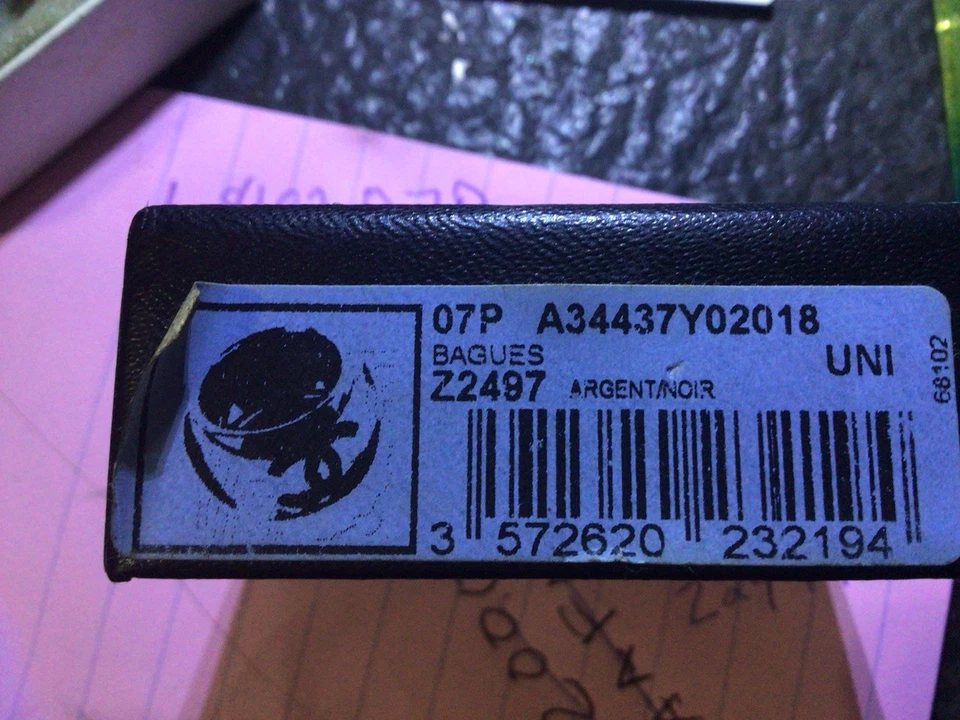 07P A34437Y02018
BAGUES
UNI
Z2497 ARGENT/NOIR
68102
3 572620 232194